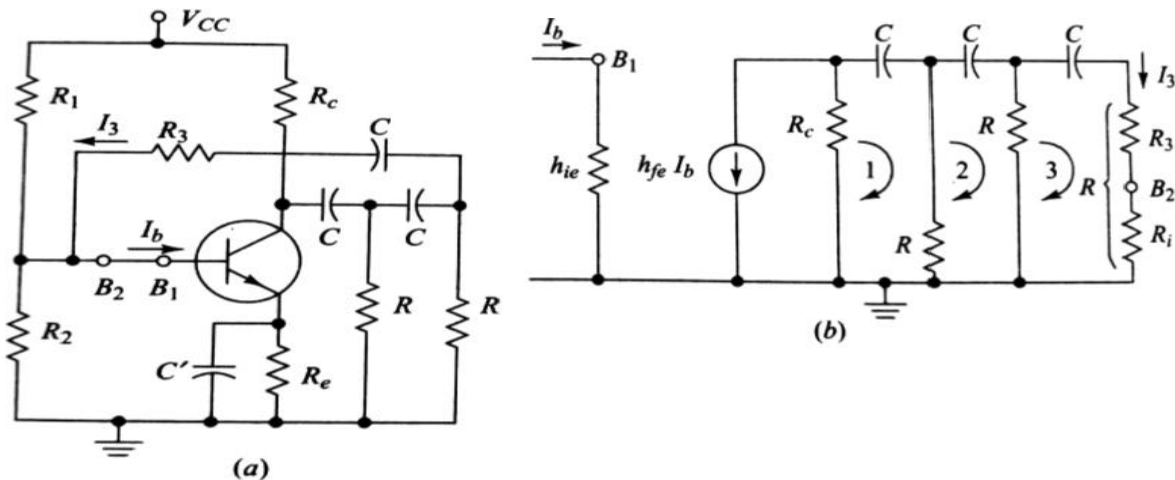 V_CC
R_1
R_c
I_3
R_3
C
I_b
C
C
B_2
B_1
R_2
R
R
C′
R_e
(a)
I_b
B_1
h_ie
h_fe I_b
C
C
C
I_3
R_c
R
R_3
1
2
3
R
B_2
R
R_i
(b)